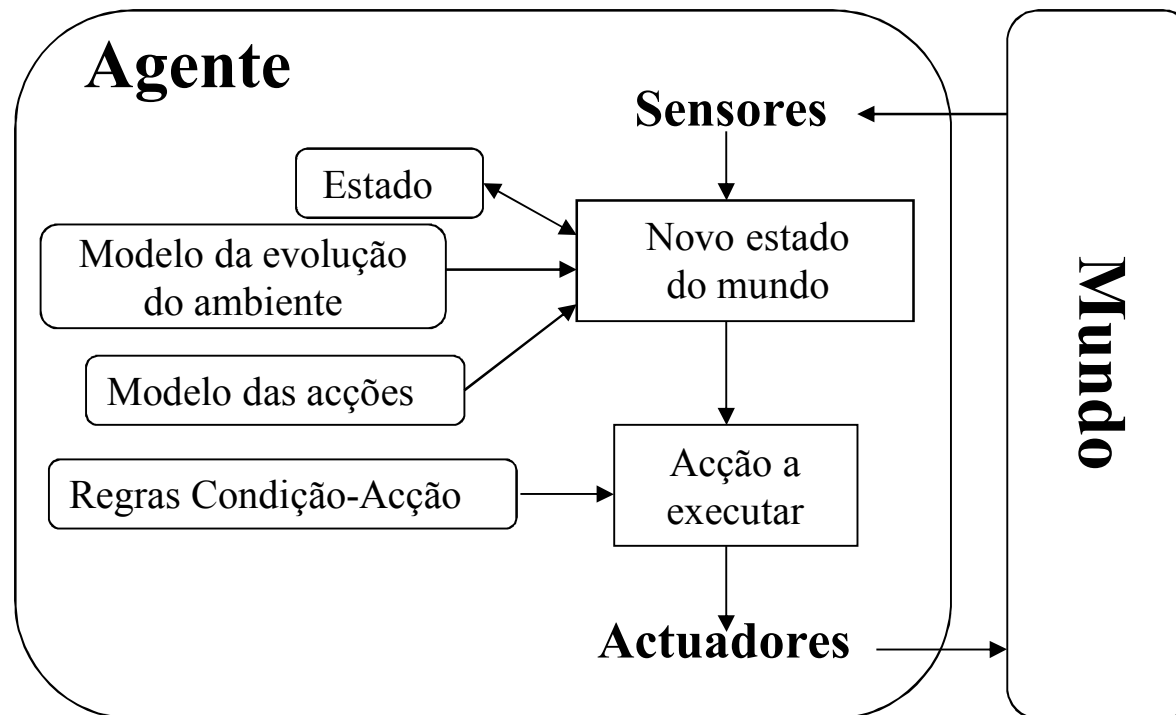 Agente
Sensores
Estado
Novo estado
do mundo
Modelo da evolução
do ambiente
Modelo das acções
Regras Condição-Acção
Acção a
executar
Actuadores
Mundo